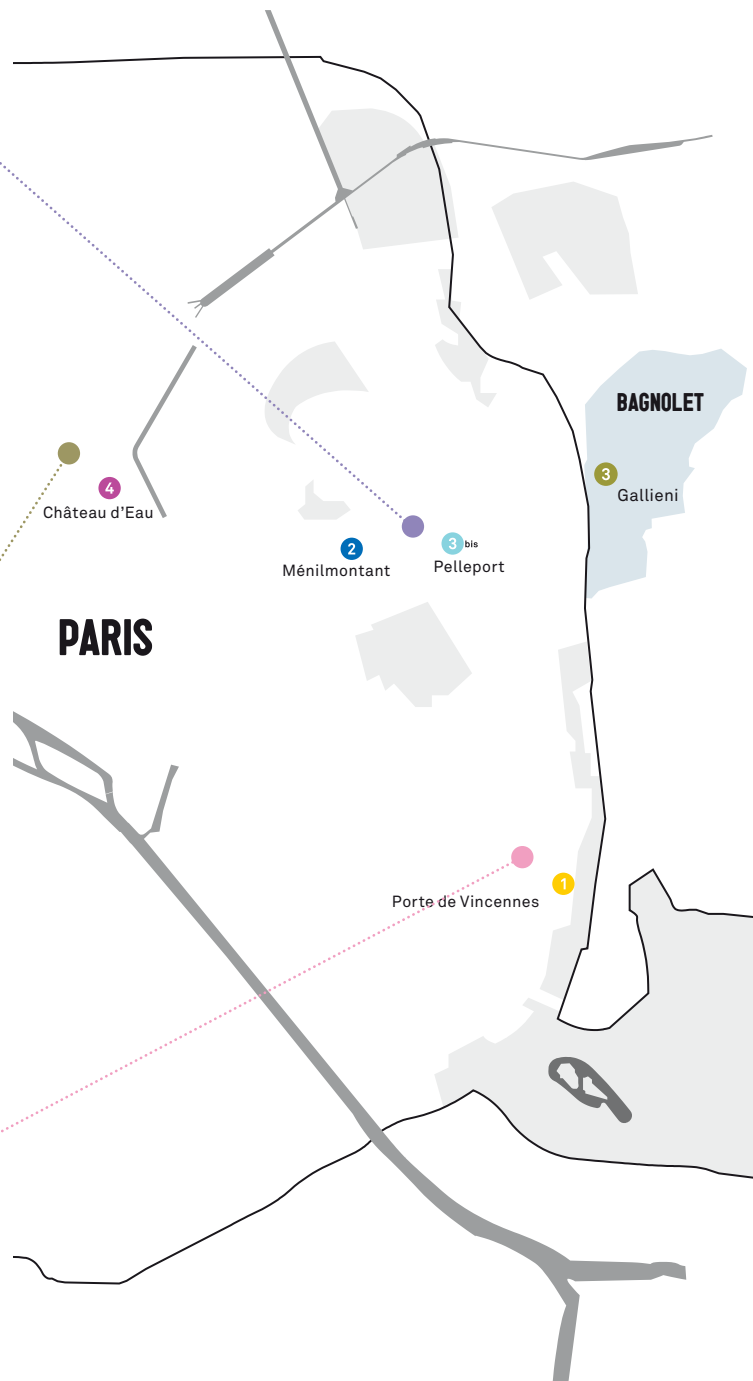 BAGNOLET
3
Gallieni
4
Château d'Eau
2
Ménilmontant
3 bis
Pelleport
PARIS
1
Porte de Vincennes